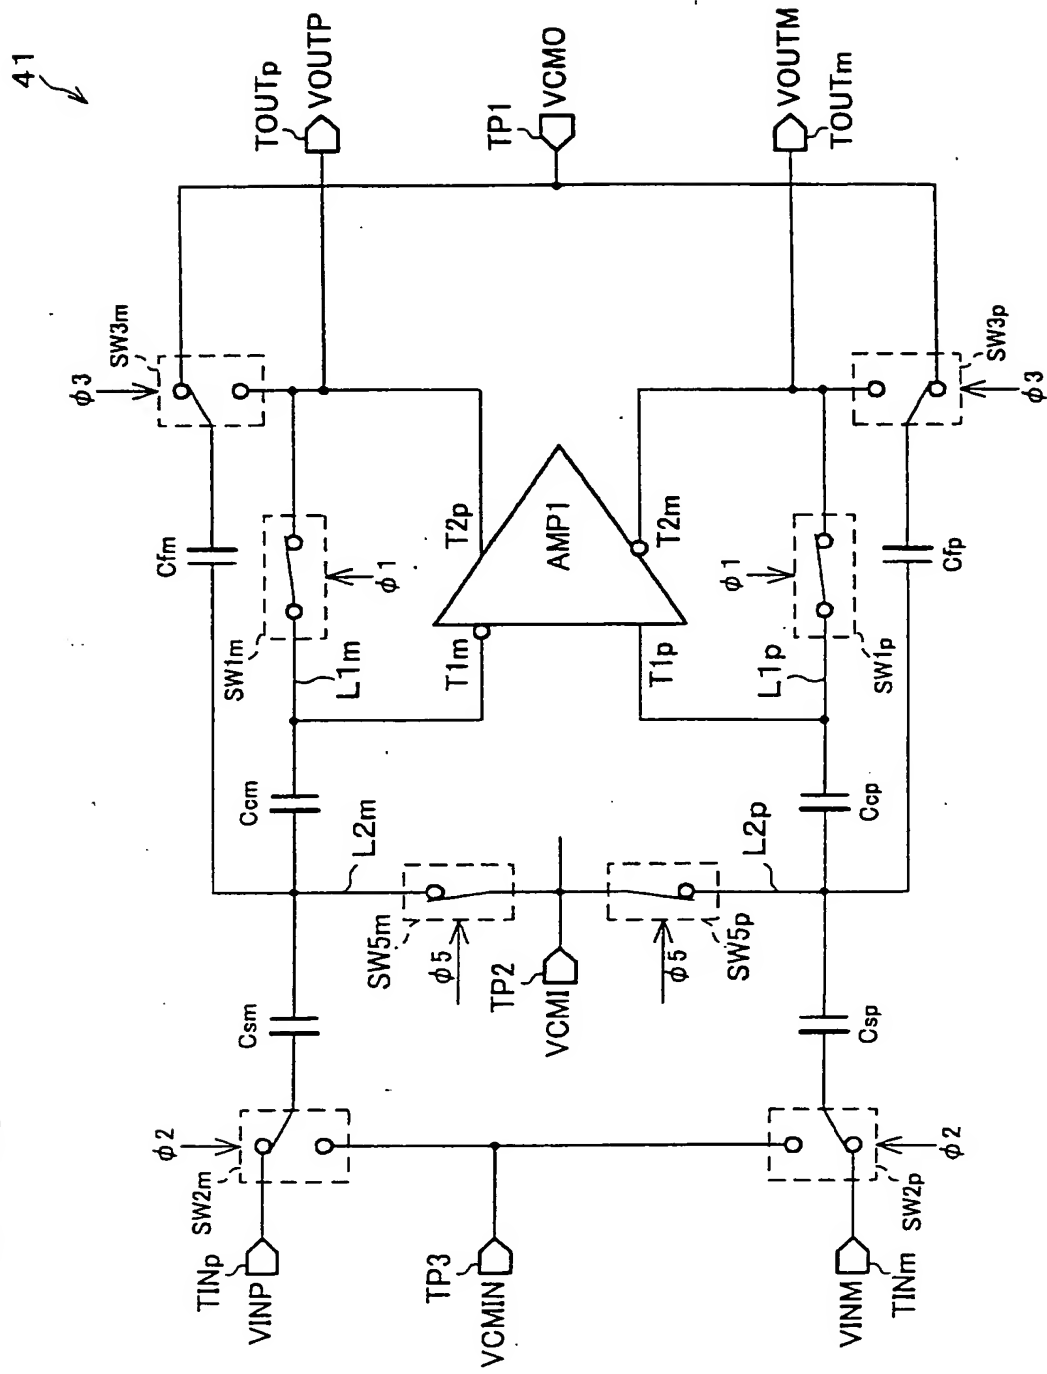 41
TOUTp
VOUTP
TP1
VCMO
VOUTM
TOUTm
φ3
SW3m
SW3p
φ3
Cfm
SW1m
φ1
L1m
T2p
T1m
AMP1
T2m
T1p
φ1
L1p
SW1p
Cfp
Ccm
L2m
SW5m
φ5
TP2
VCMI
φ5
SW5p
L2p
Ccp
Csm
Csp
φ2
SW2m
TINp
VINP
TP3
VCMIN
φ2
SW2p
VINM
TINm